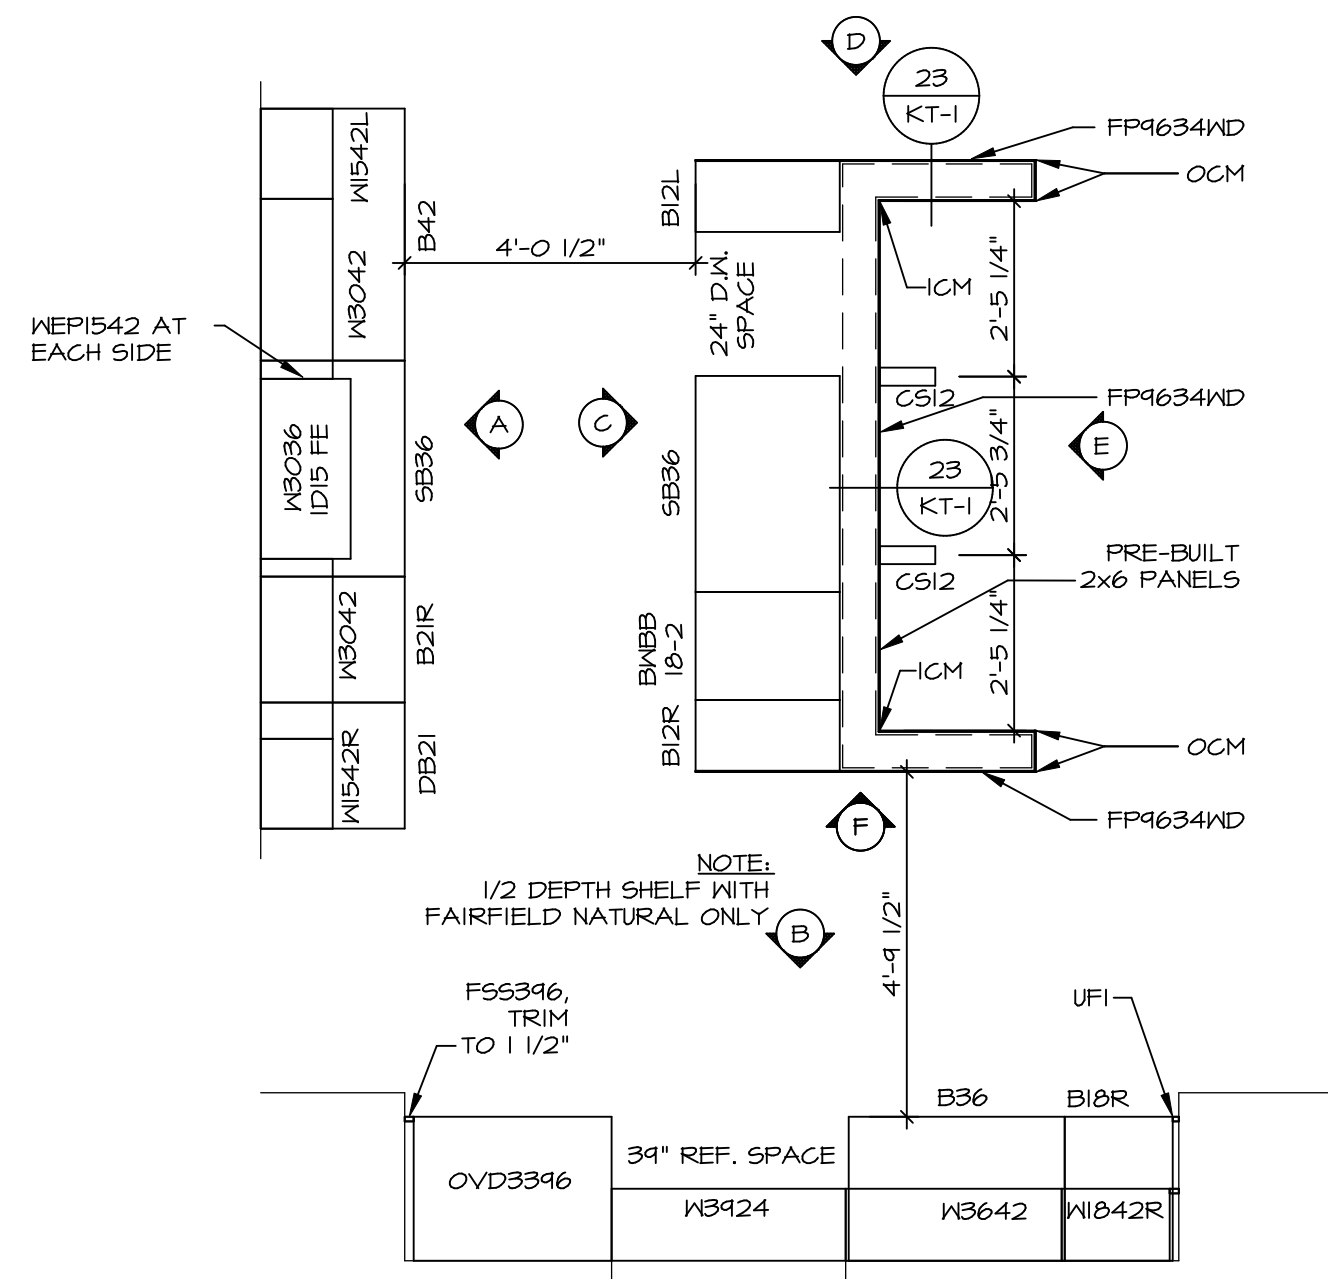 D
23
KT-1
FP9634WD
OCM
W1542L
B42
B12L
4'-0 1/2"
24" D.W.
SPACE
W3042
ICM
2'-5 1/4"
WEP1542 AT
EACH SIDE
CS12
FP9634WD
A
C
E
W3036
1D15 FE
SB36
SB36
23
KT-1
2'-5 3/4"
PRE-BUILT
2x6 PANELS
CS12
W3042
B21R
BWBB
18-2
2'-5 1/4"
ICM
B12R
OCM
W1542R
DB21
F
FP9634WD
NOTE:
1/2 DEPTH SHELF WITH
FAIRFIELD NATURAL ONLY
B
4'-9 1/2"
FSS396,
TRIM
TO 1 1/2"
UF1
B36
B18R
39" REF. SPACE
OVD3396
W3924
W3642
W1842R